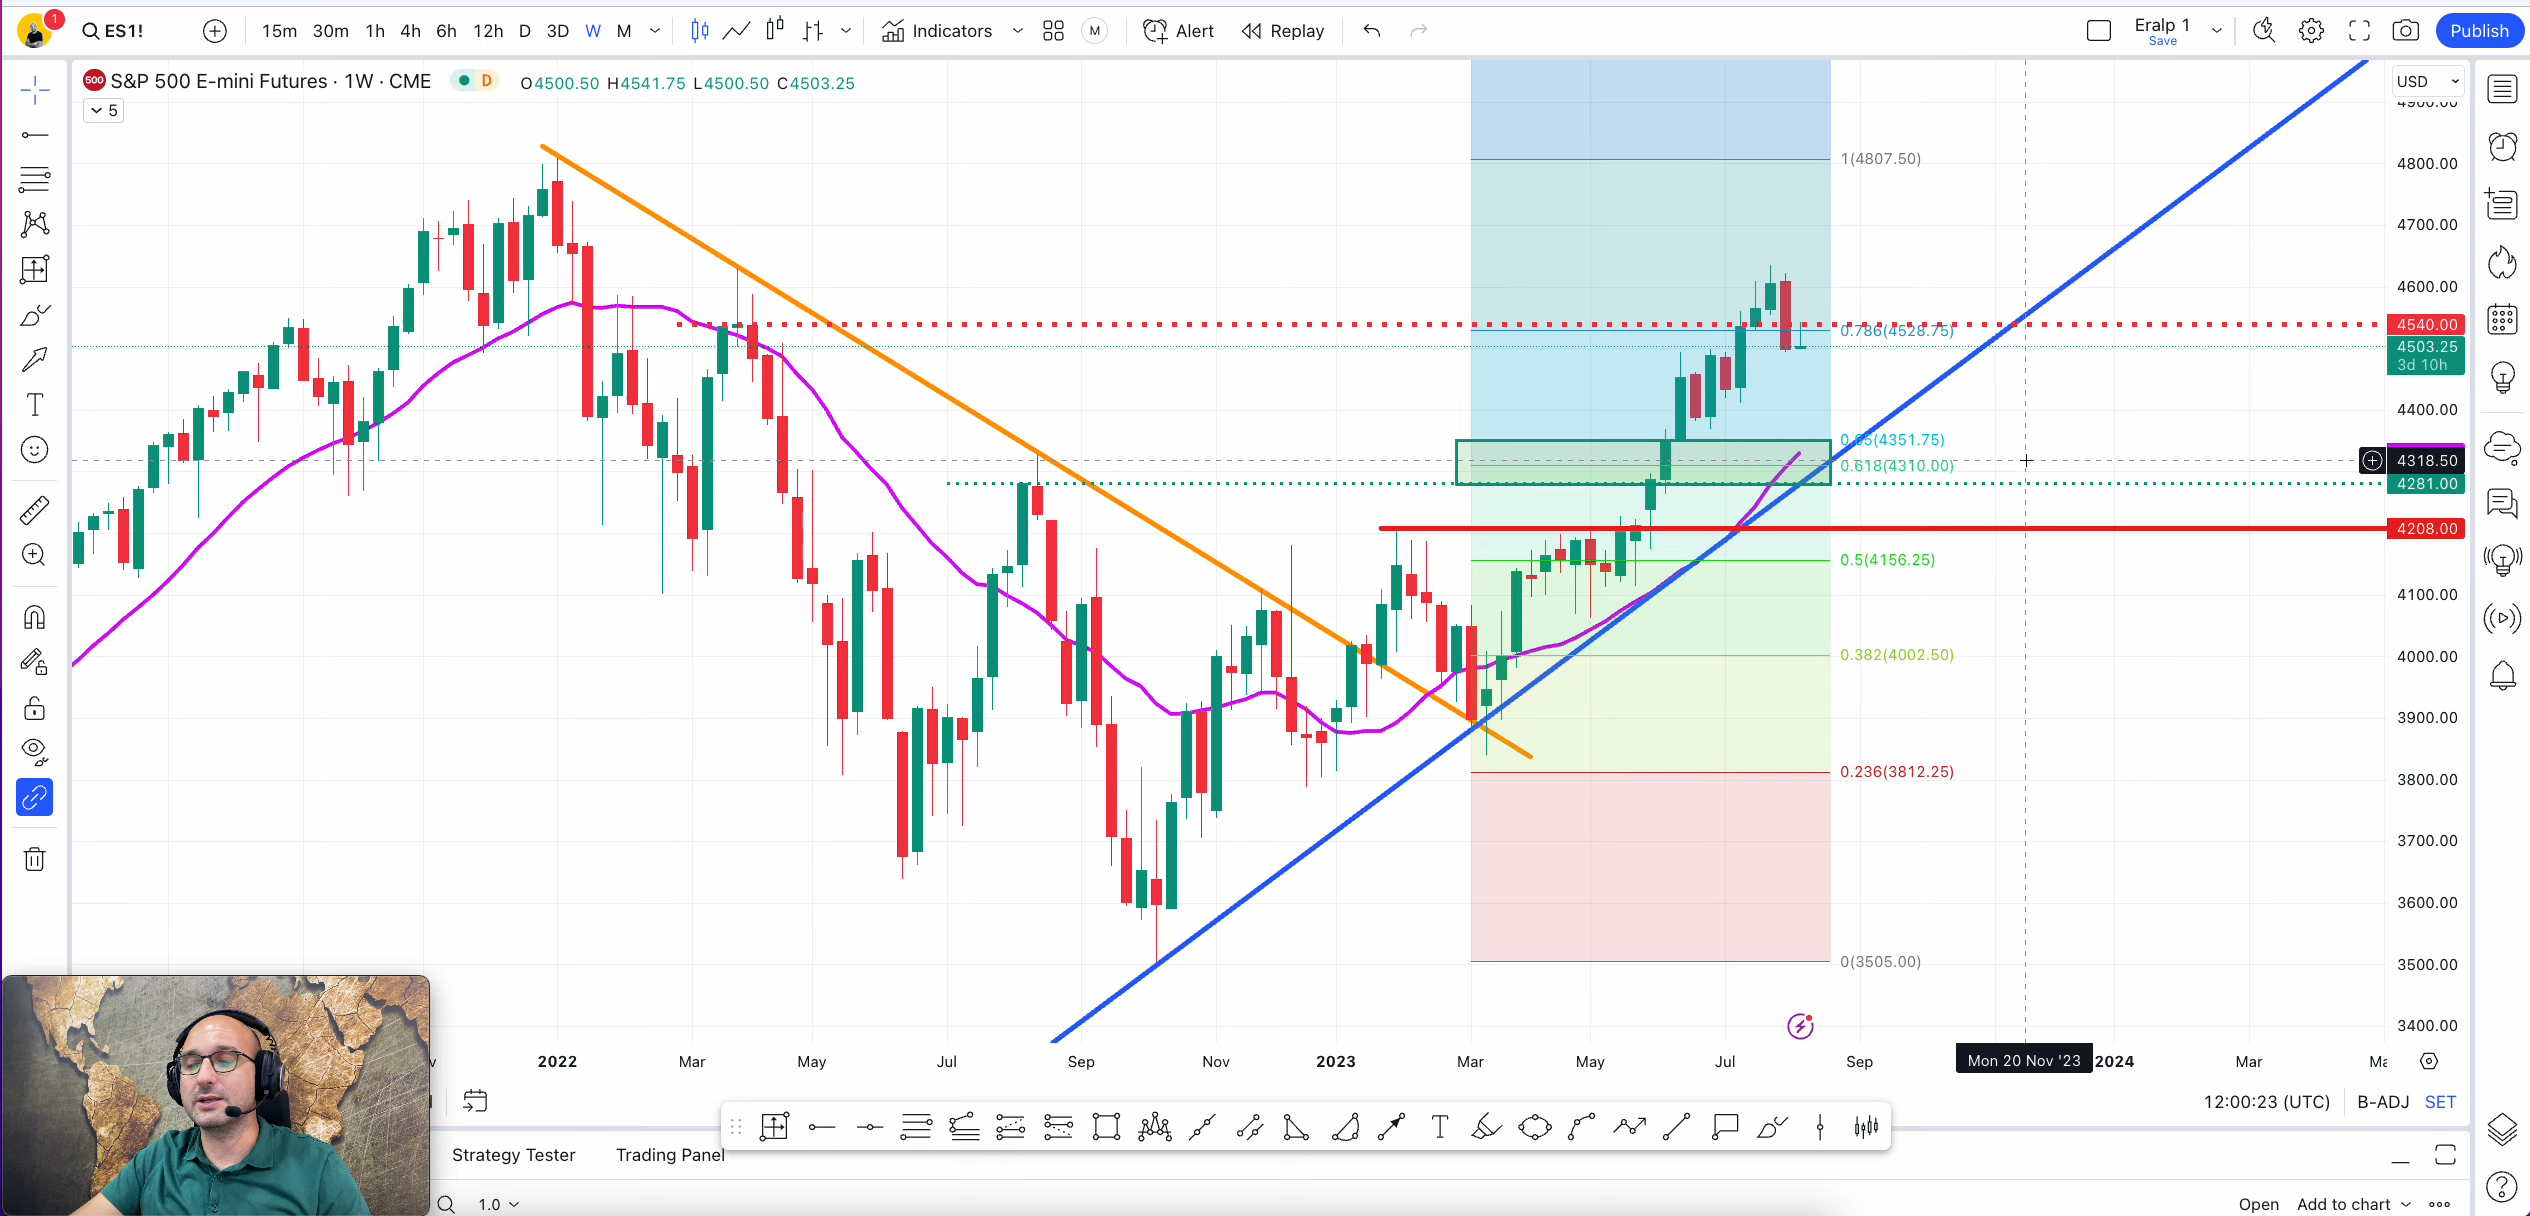 1
ES1!
15m 30m 1h 4h 6h 12h D 3D W M
Indicators
M
Alert
Replay
Eralp 1
Save
Publish
500 S&P 500 E-mini Futures · 1W · CME D O4500.50 H4541.75 L4500.50 C4503.25
5
USD
4900.00
4800.00
4700.00
4600.00
4540.00
4503.25
3d 10h
4400.00
4318.50
4281.00
4208.00
4100.00
4000.00
3900.00
3800.00
3700.00
3600.00
3500.00
3400.00
1(4807.50)
0.786(4528.75)
0.65(4351.75)
0.618(4310.00)
0.5(4156.25)
0.382(4002.50)
0.236(3812.25)
0(3505.00)
T
v 2022 Mar May Jul Sep Nov 2023 Mar May Jul Sep Mon 20 Nov '23 2024 Mar Ma
12:00:23 (UTC) B-ADJ SET
T
Strategy Tester Trading Panel
1.0
Open Add to chart